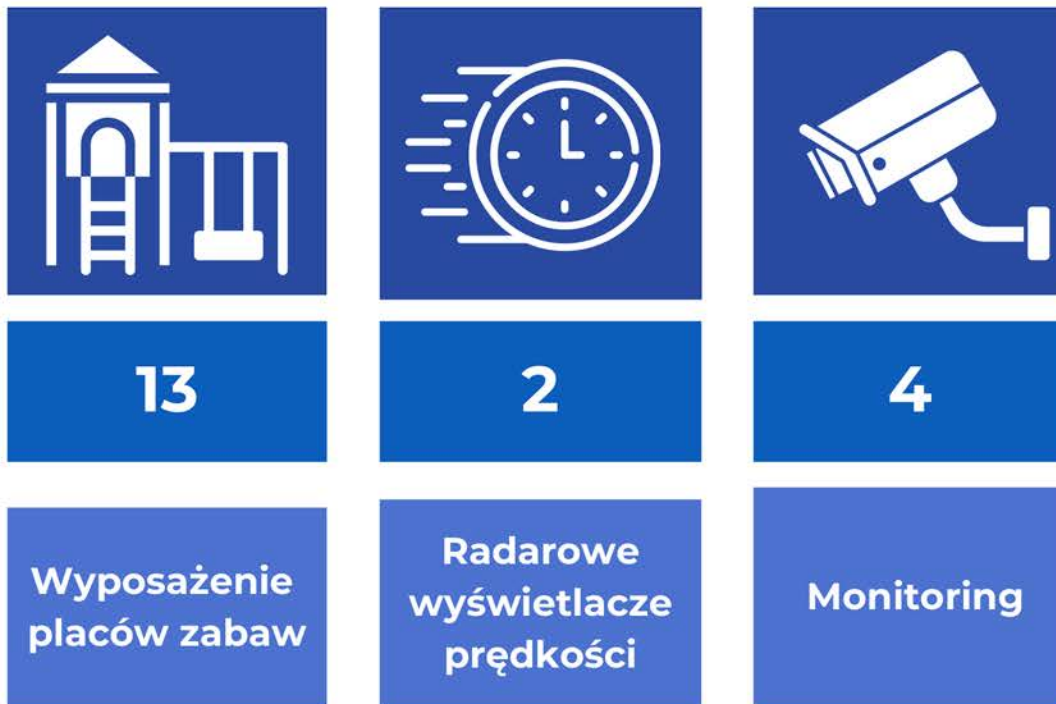 13
2
4
Wyposażenie
placów zabaw
Radarowe
wyświetlacze
prędkości
Monitoring